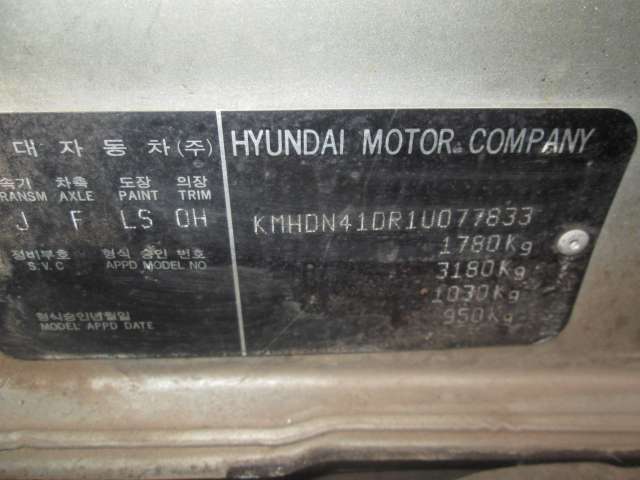 대 자 동 차 (주)
HYUNDAI MOTOR COMPANY
속기 차축 도장 의장
TRANSM AXLE PAINT TRIM
J F LS OH
정비부호 형식 승인 번호
S.V.C APPD MODEL NO
형식승인년월일
MODEL APPD DATE
KMHDN41DR1U077833
1780Kg
3180Kg
1030Kg
950Kg